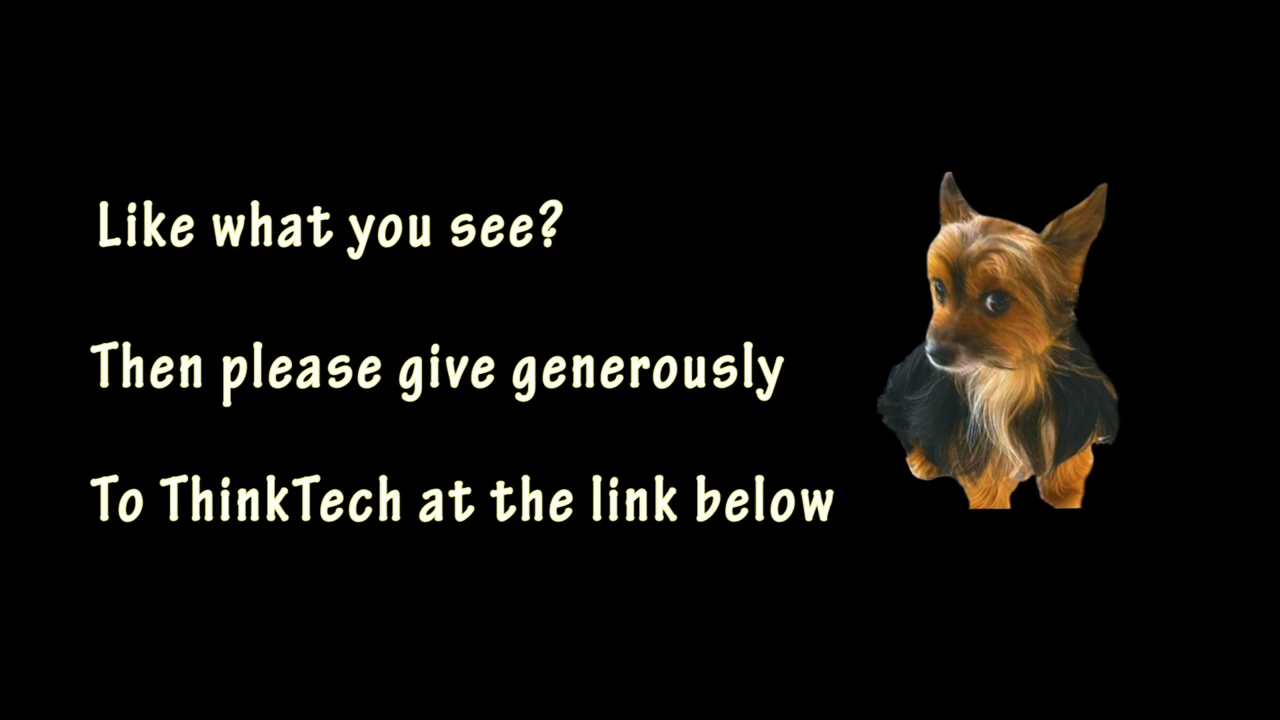 Like what you see?
Then please give generously
To ThinkTech at the link below